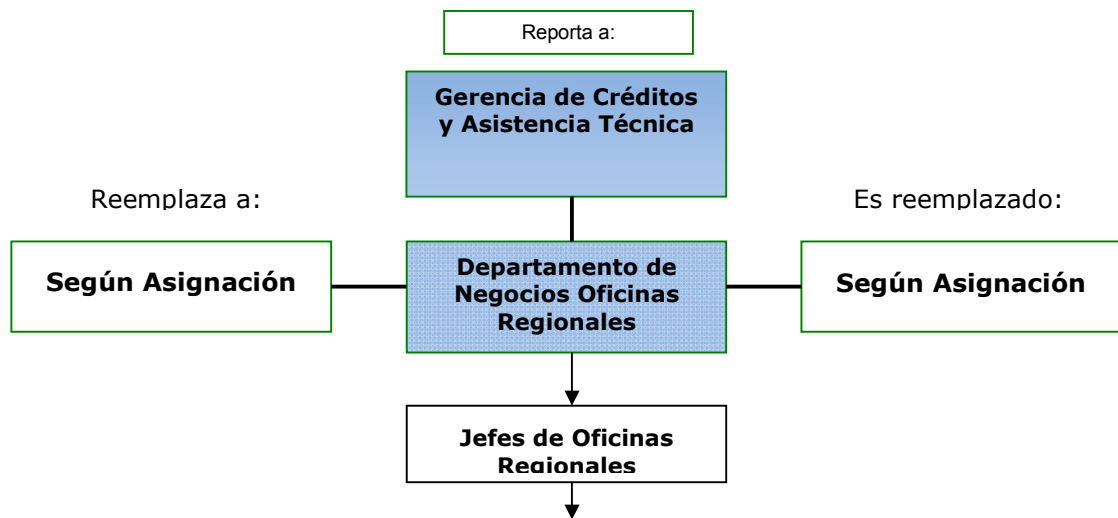 Reporta a:
Gerencia de Créditos
y Asistencia Técnica
Reemplaza a:
Es reemplazado:
Según Asignación
Departamento de
Negocios Oficinas
Regionales
Según Asignación
Jefes de Oficinas
Regionales